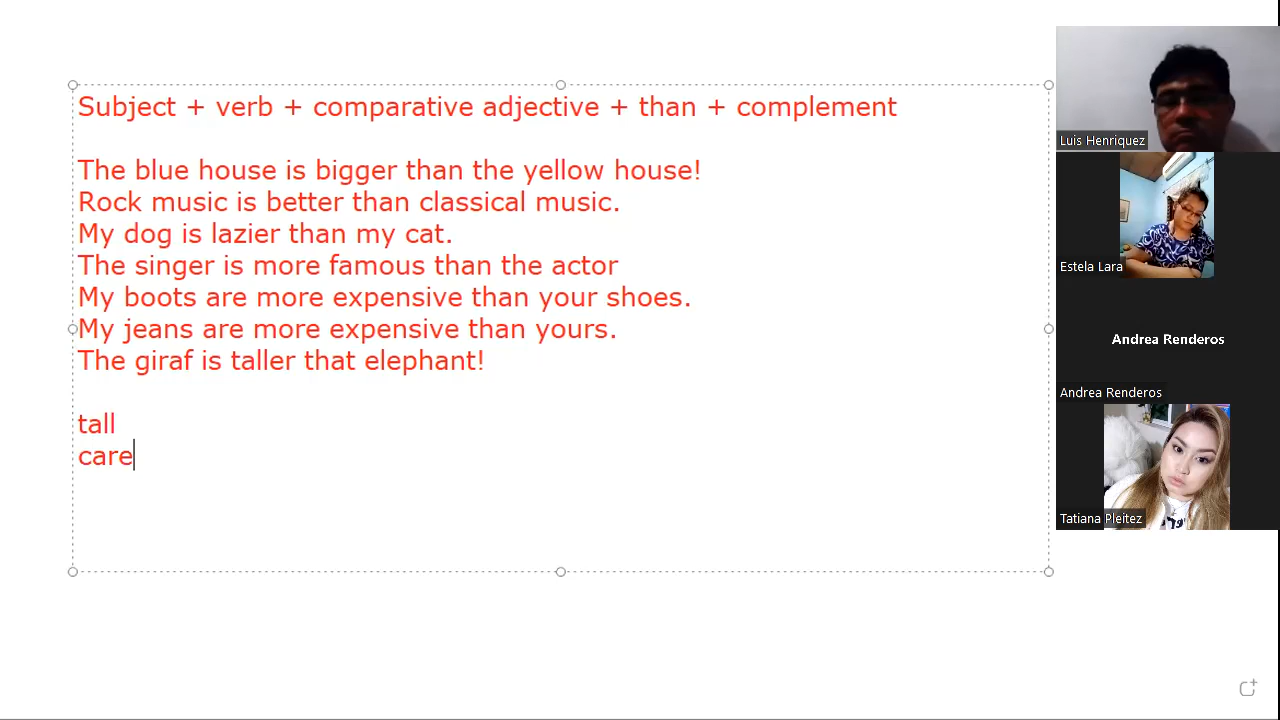 Subject + verb + comparative adjective + than + complement
The blue house is bigger than the yellow house!
Rock music is better than classical music.
My dog is lazier than my cat.
The singer is more famous than the actor
My boots are more expensive than your shoes.
My jeans are more expensive than yours.
The giraf is taller that elephant!
tall
care
Luis Henriquez
Estela Lara
Andrea Renderos
Andrea Renderos
Tatiana Pleitez